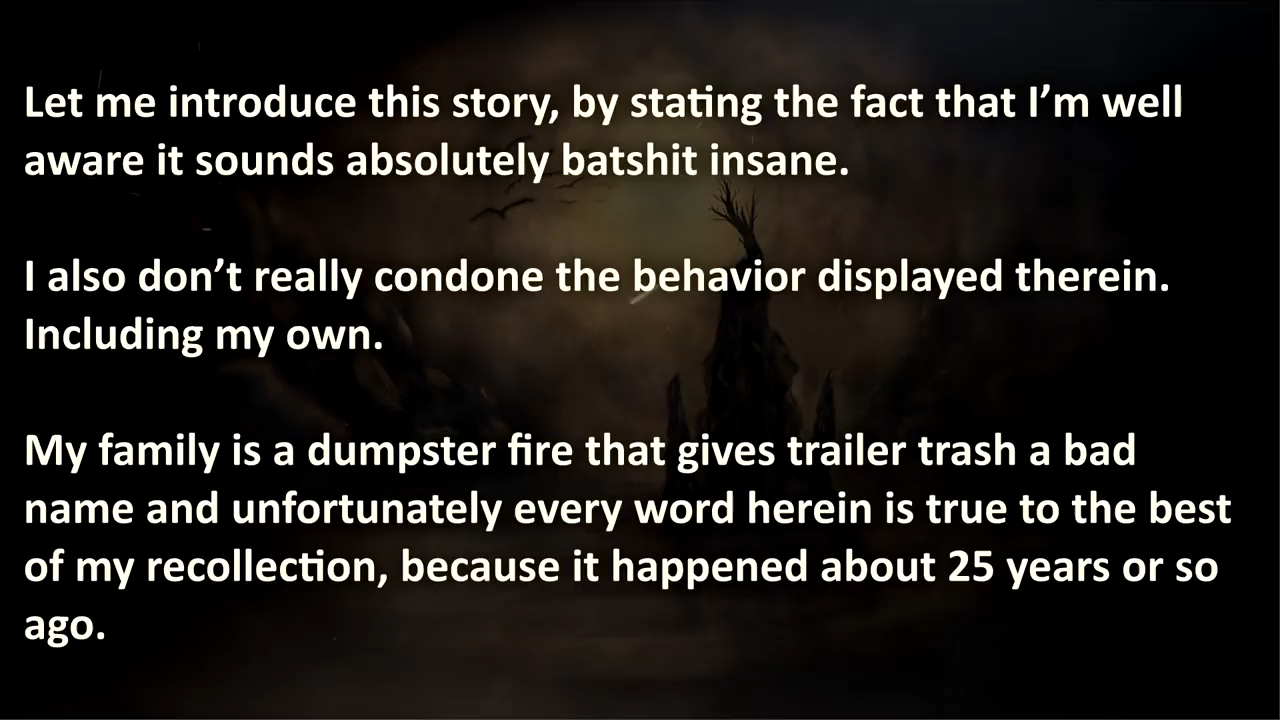 Let me introduce this story, by stating the fact that I’m well
aware it sounds absolutely batshit insane.
I also don’t really condone the behavior displayed therein.
Including my own.
My family is a dumpster fire that gives trailer trash a bad
name and unfortunately every word herein is true to the best
of my recollection, because it happened about 25 years or so
ago.